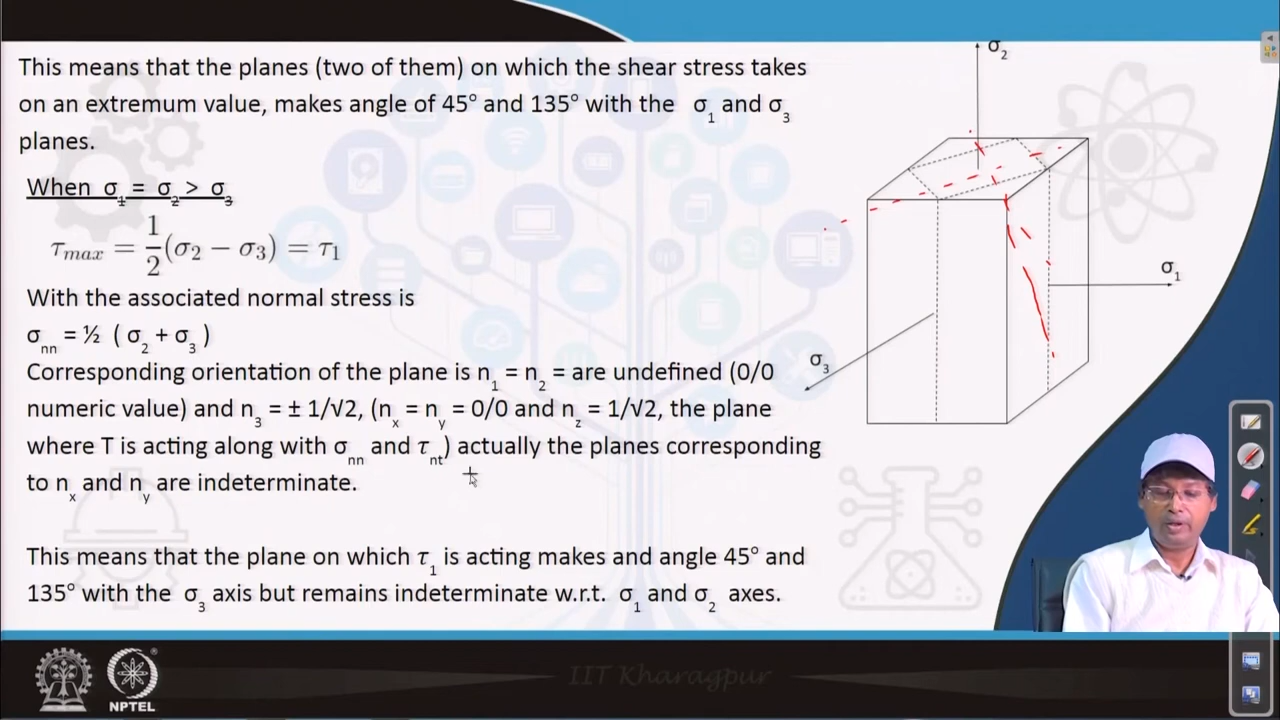 This means that the planes (two of them) on which the shear stress takes
on an extremum value, makes angle of 45° and 135° with the σ₁ and σ₃
planes.
When σ₁ = σ₂ > σ₃
τmax = 1/2 (σ₂ − σ₃) = τ₁
With the associated normal stress is
σnn = ½ ( σ₂ + σ₃ )
Corresponding orientation of the plane is n₁ = n₂ = are undefined (0/0
numeric value) and n₃ = ± 1/√2, (nx = ny = 0/0 and nz = 1/√2, the plane
where T is acting along with σnn and τnt) actually the planes corresponding
to nx and ny are indeterminate.
This means that the plane on which τ₁ is acting makes and angle 45° and
135° with the σ₃ axis but remains indeterminate w.r.t. σ₁ and σ₂ axes.
σ₂
σ₁
σ₃
IIT Kharagpur
NPTEL